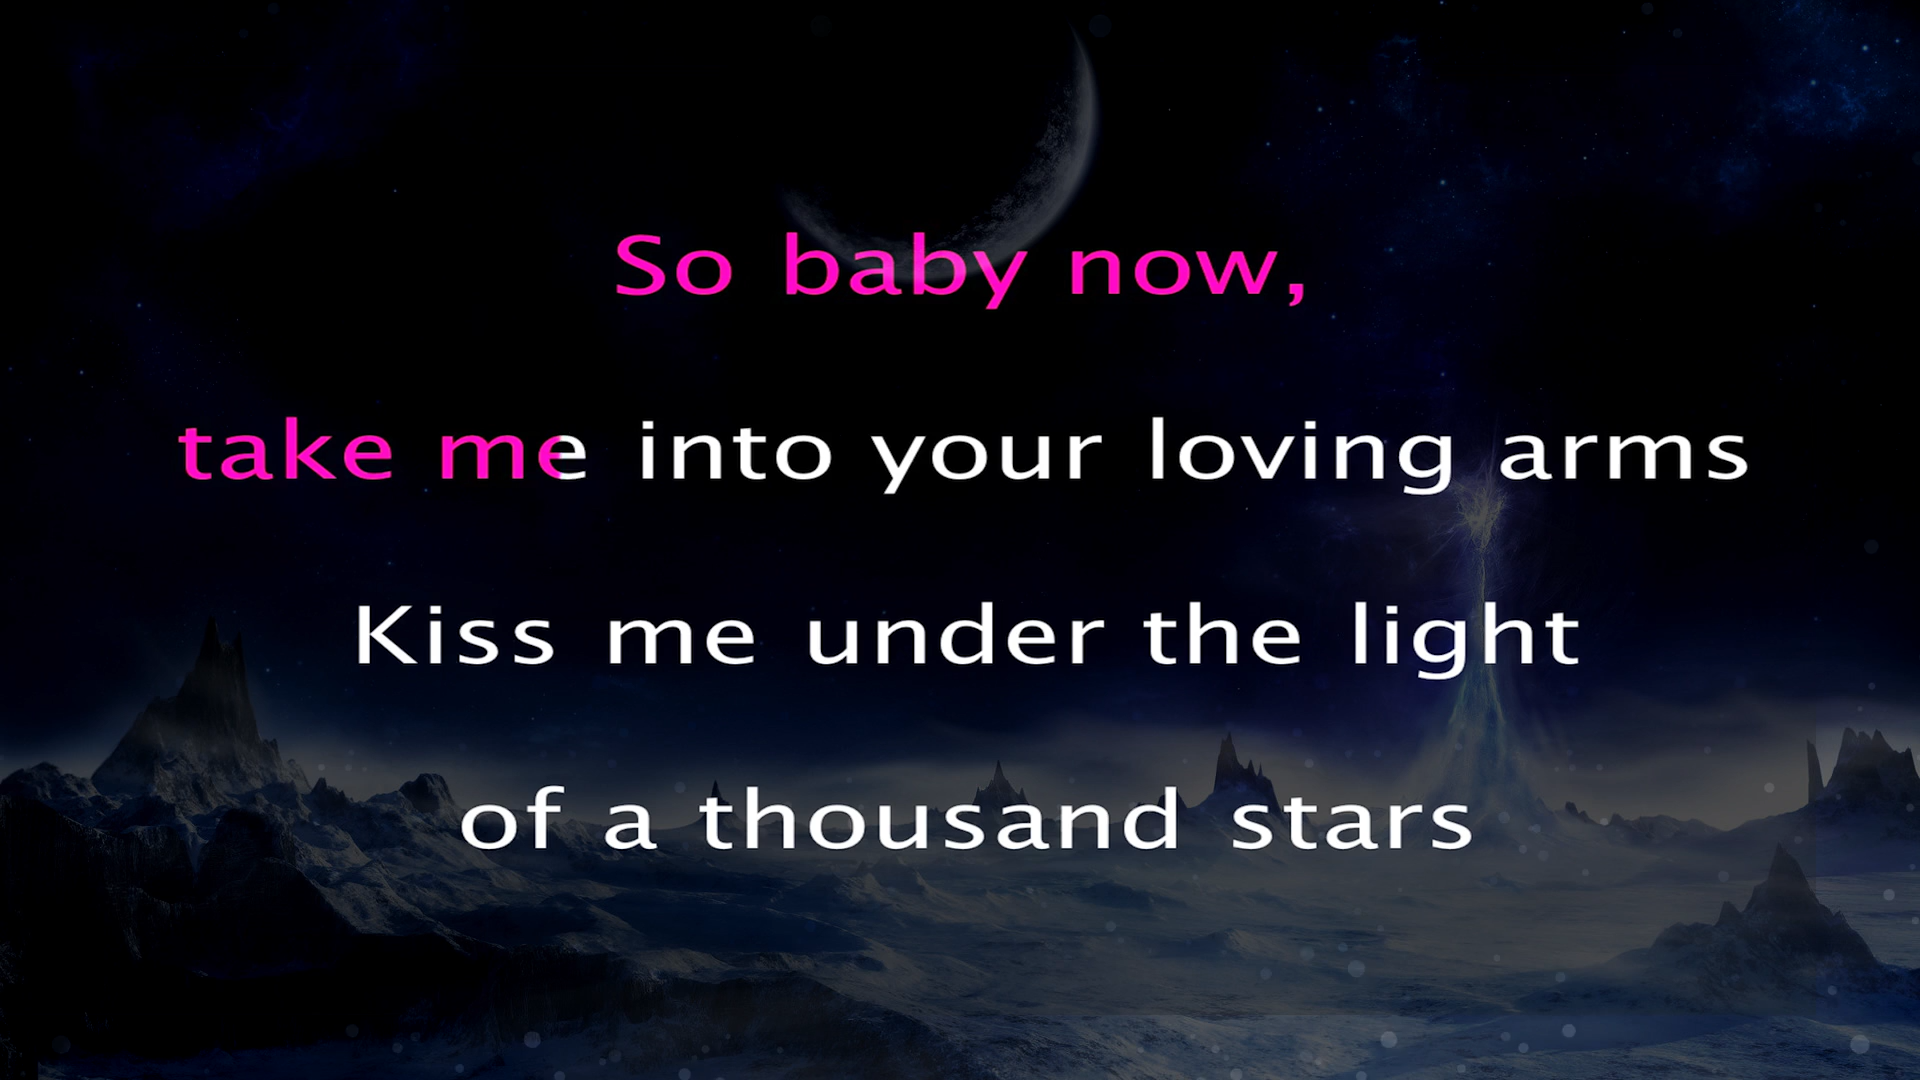 So baby now,
take me into your loving arms
Kiss me under the light
of a thousand stars